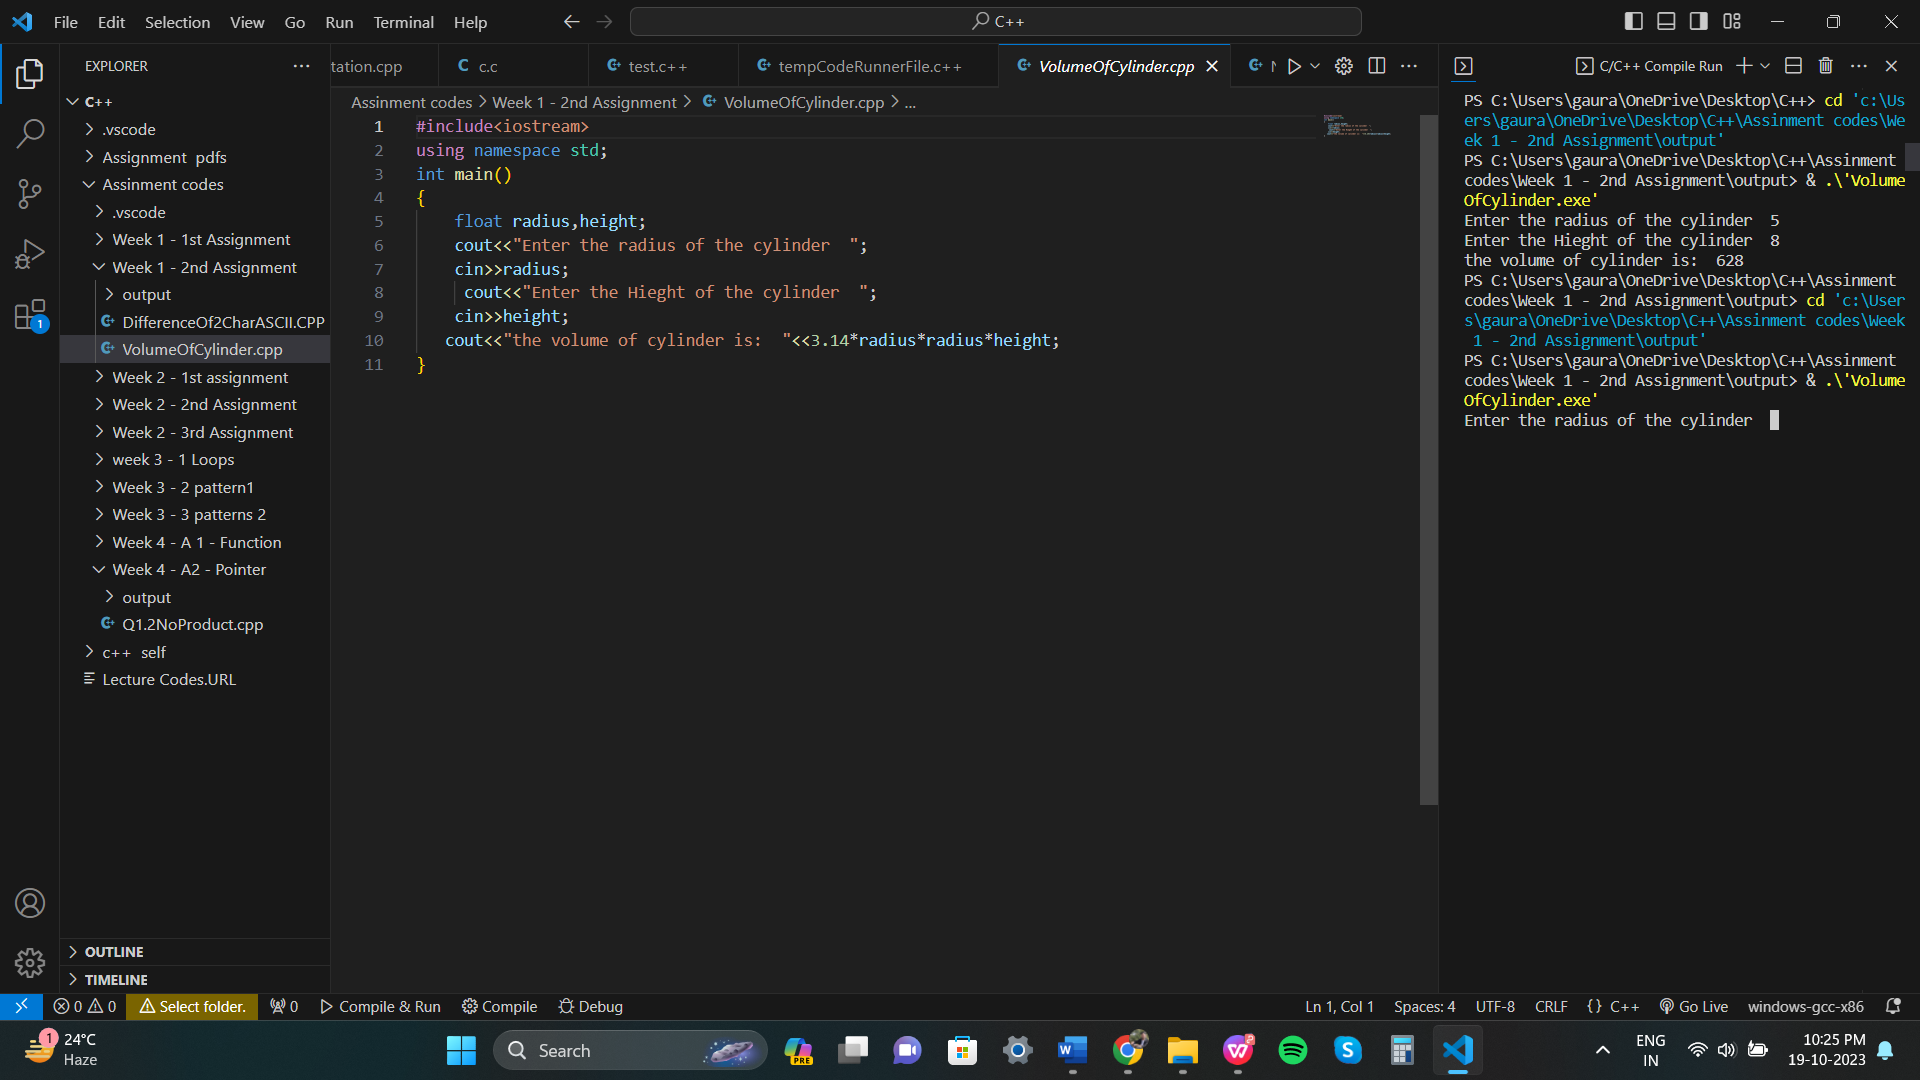 File Edit Selection View Go Run Terminal Help
C++
EXPLORER
C++
.vscode
Assignment pdfs
Assinment codes
.vscode
Week 1 - 1st Assignment
Week 1 - 2nd Assignment
output
DifferenceOf2CharASCII.CPP
VolumeOfCylinder.cpp
Week 2 - 1st assignment
Week 2 - 2nd Assignment
Week 2 - 3rd Assignment
week 3 - 1 Loops
Week 3 - 2 pattern1
Week 3 - 3 patterns 2
Week 4 - A 1 - Function
Week 4 - A2 - Pointer
output
Q1.2NoProduct.cpp
c++ self
Lecture Codes.URL
OUTLINE
TIMELINE
tation.cpp C c.c test.c++ tempCodeRunnerFile.c++ VolumeOfCylinder.cpp
Assinment codes > Week 1 - 2nd Assignment > VolumeOfCylinder.cpp > ...
1 #include<iostream>
2 using namespace std;
3 int main()
4 {
5 float radius,height;
6 cout<<"Enter the radius of the cylinder  ";
7 cin>>radius;
8 cout<<"Enter the Hieght of the cylinder  ";
9 cin>>height;
10 cout<<"the volume of cylinder is:  "<<3.14*radius*radius*height;
11 }
C/C++ Compile Run
PS C:\Users\gaura\OneDrive\Desktop\C++> cd 'c:\Us
ers\gaura\OneDrive\Desktop\C++\Assinment codes\We
ek 1 - 2nd Assignment\output'
PS C:\Users\gaura\OneDrive\Desktop\C++\Assinment
codes\Week 1 - 2nd Assignment\output> & .\'Volume
OfCylinder.exe'
Enter the radius of the cylinder  5
Enter the Hieght of the cylinder  8
the volume of cylinder is:  628
PS C:\Users\gaura\OneDrive\Desktop\C++\Assinment
codes\Week 1 - 2nd Assignment\output> cd 'c:\User
s\gaura\OneDrive\Desktop\C++\Assinment codes\Week
 1 - 2nd Assignment\output'
PS C:\Users\gaura\OneDrive\Desktop\C++\Assinment
codes\Week 1 - 2nd Assignment\output> & .\'Volume
OfCylinder.exe'
Enter the radius of the cylinder
0 0 Select folder. 0 Compile & Run Compile Debug
Ln 1, Col 1 Spaces: 4 UTF-8 CRLF {} C++ Go Live windows-gcc-x86
1 24°C
Haze
Search
PRE
ENG
IN
10:25 PM
19-10-2023